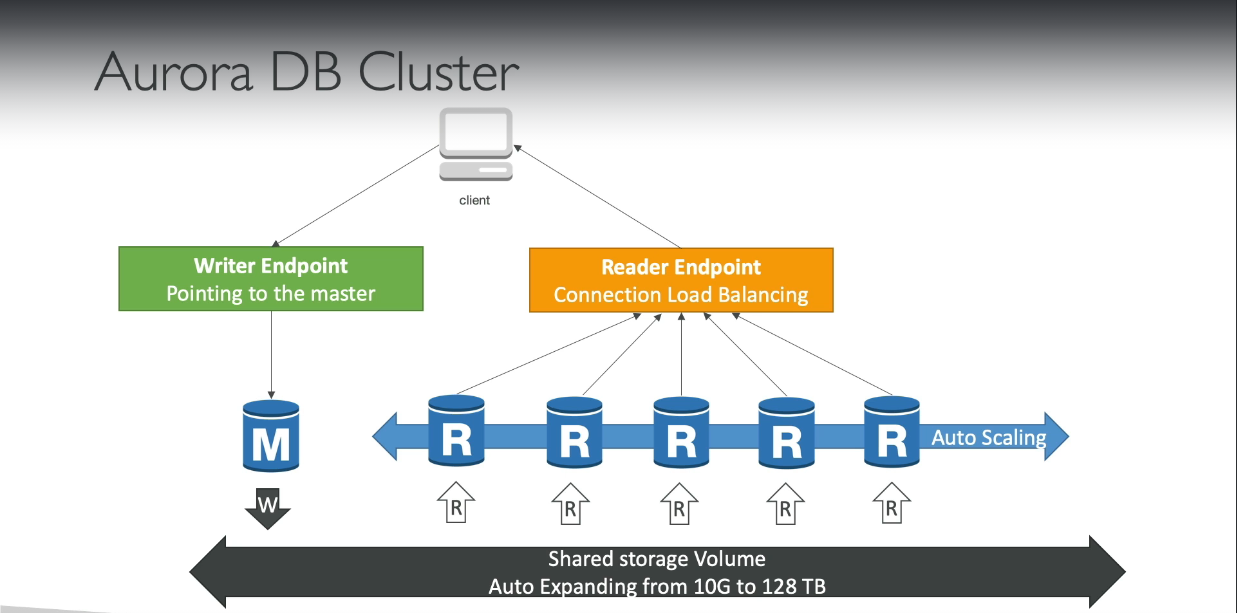 Aurora DB Cluster
client
Writer Endpoint
Pointing to the master
Reader Endpoint
Connection Load Balancing
M
R
R
R
R
R
Auto Scaling
W
R
R
R
R
R
Shared storage Volume
Auto Expanding from 10G to 128 TB